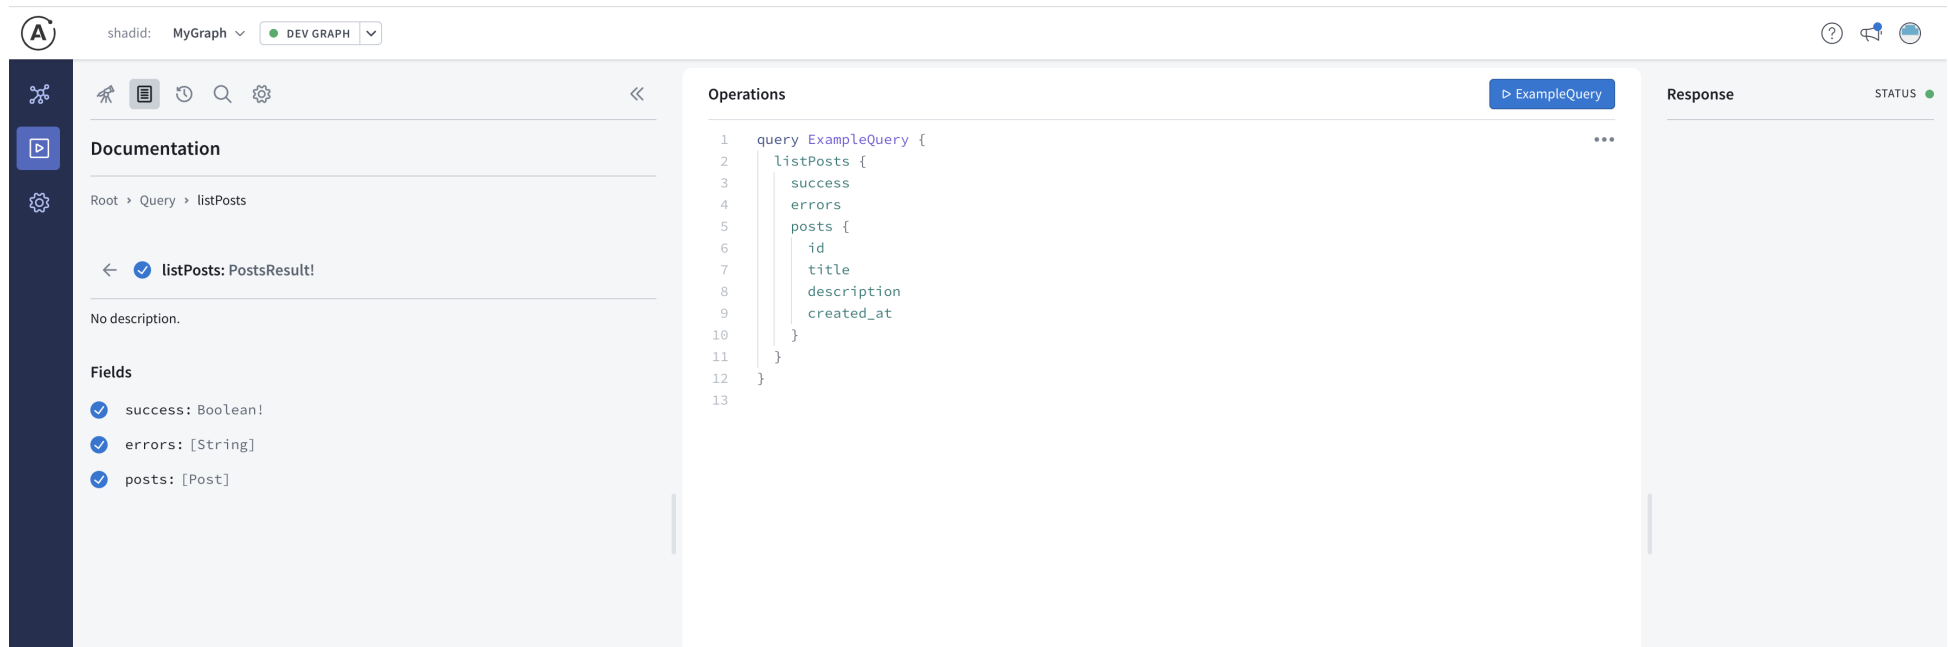 shadid: MyGraph DEV GRAPH
Documentation
Root › Query › listPosts
listPosts: PostsResult!
No description.
Fields
success: Boolean!
errors: [String]
posts: [Post]
Operations
ExampleQuery
1 query ExampleQuery {
2 listPosts {
3 success
4 errors
5 posts {
6 id
7 title
8 description
9 created_at
10 }
11 }
12 }
13
Response
STATUS